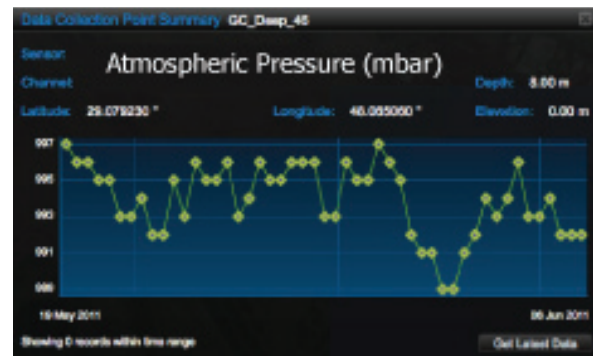 Data Collection Point Summary GC_Deep_46
Sensor:
Atmospheric Pressure (mbar)
Channel:
Depth: 8.00 m
Latitude: 29.079230 ° Longitude: 48.085080 ° Elevation: 0.00 m
997
995
993
991
989
19 May 2011 06 Jun 2011
Showing 0 records within time range Get Latest Data